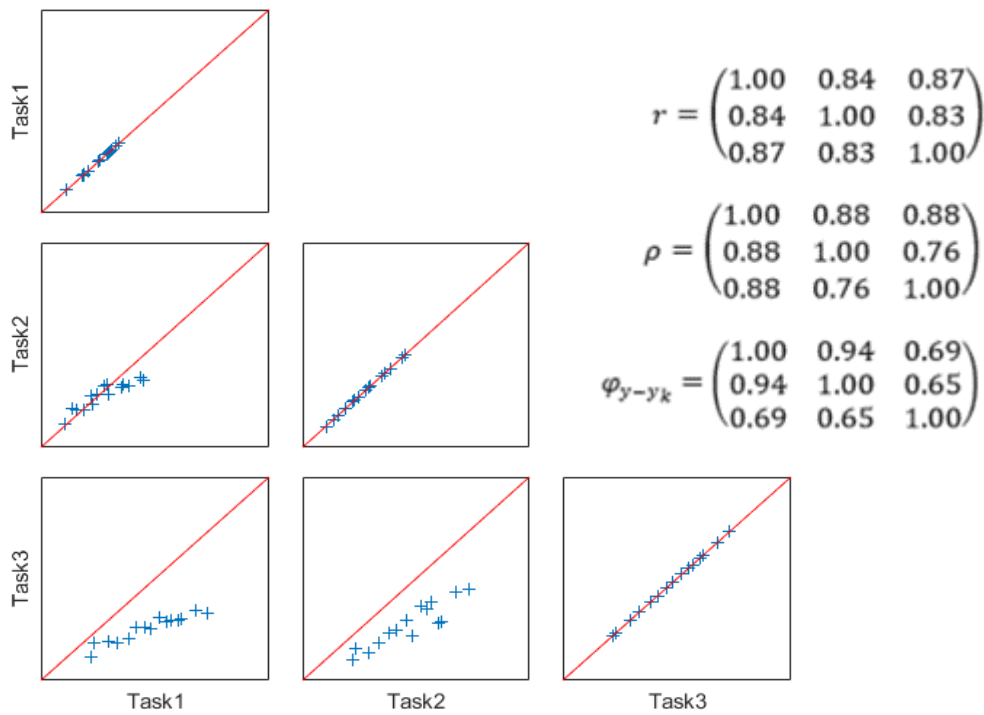 Task1
Task2
Task3
Task1 Task2 Task3
r = (1.00 0.84 0.87
0.84 1.00 0.83
0.87 0.83 1.00)
ρ = (1.00 0.88 0.88
0.88 1.00 0.76
0.88 0.76 1.00)
φ_{y−y_k} = (1.00 0.94 0.69
0.94 1.00 0.65
0.69 0.65 1.00)